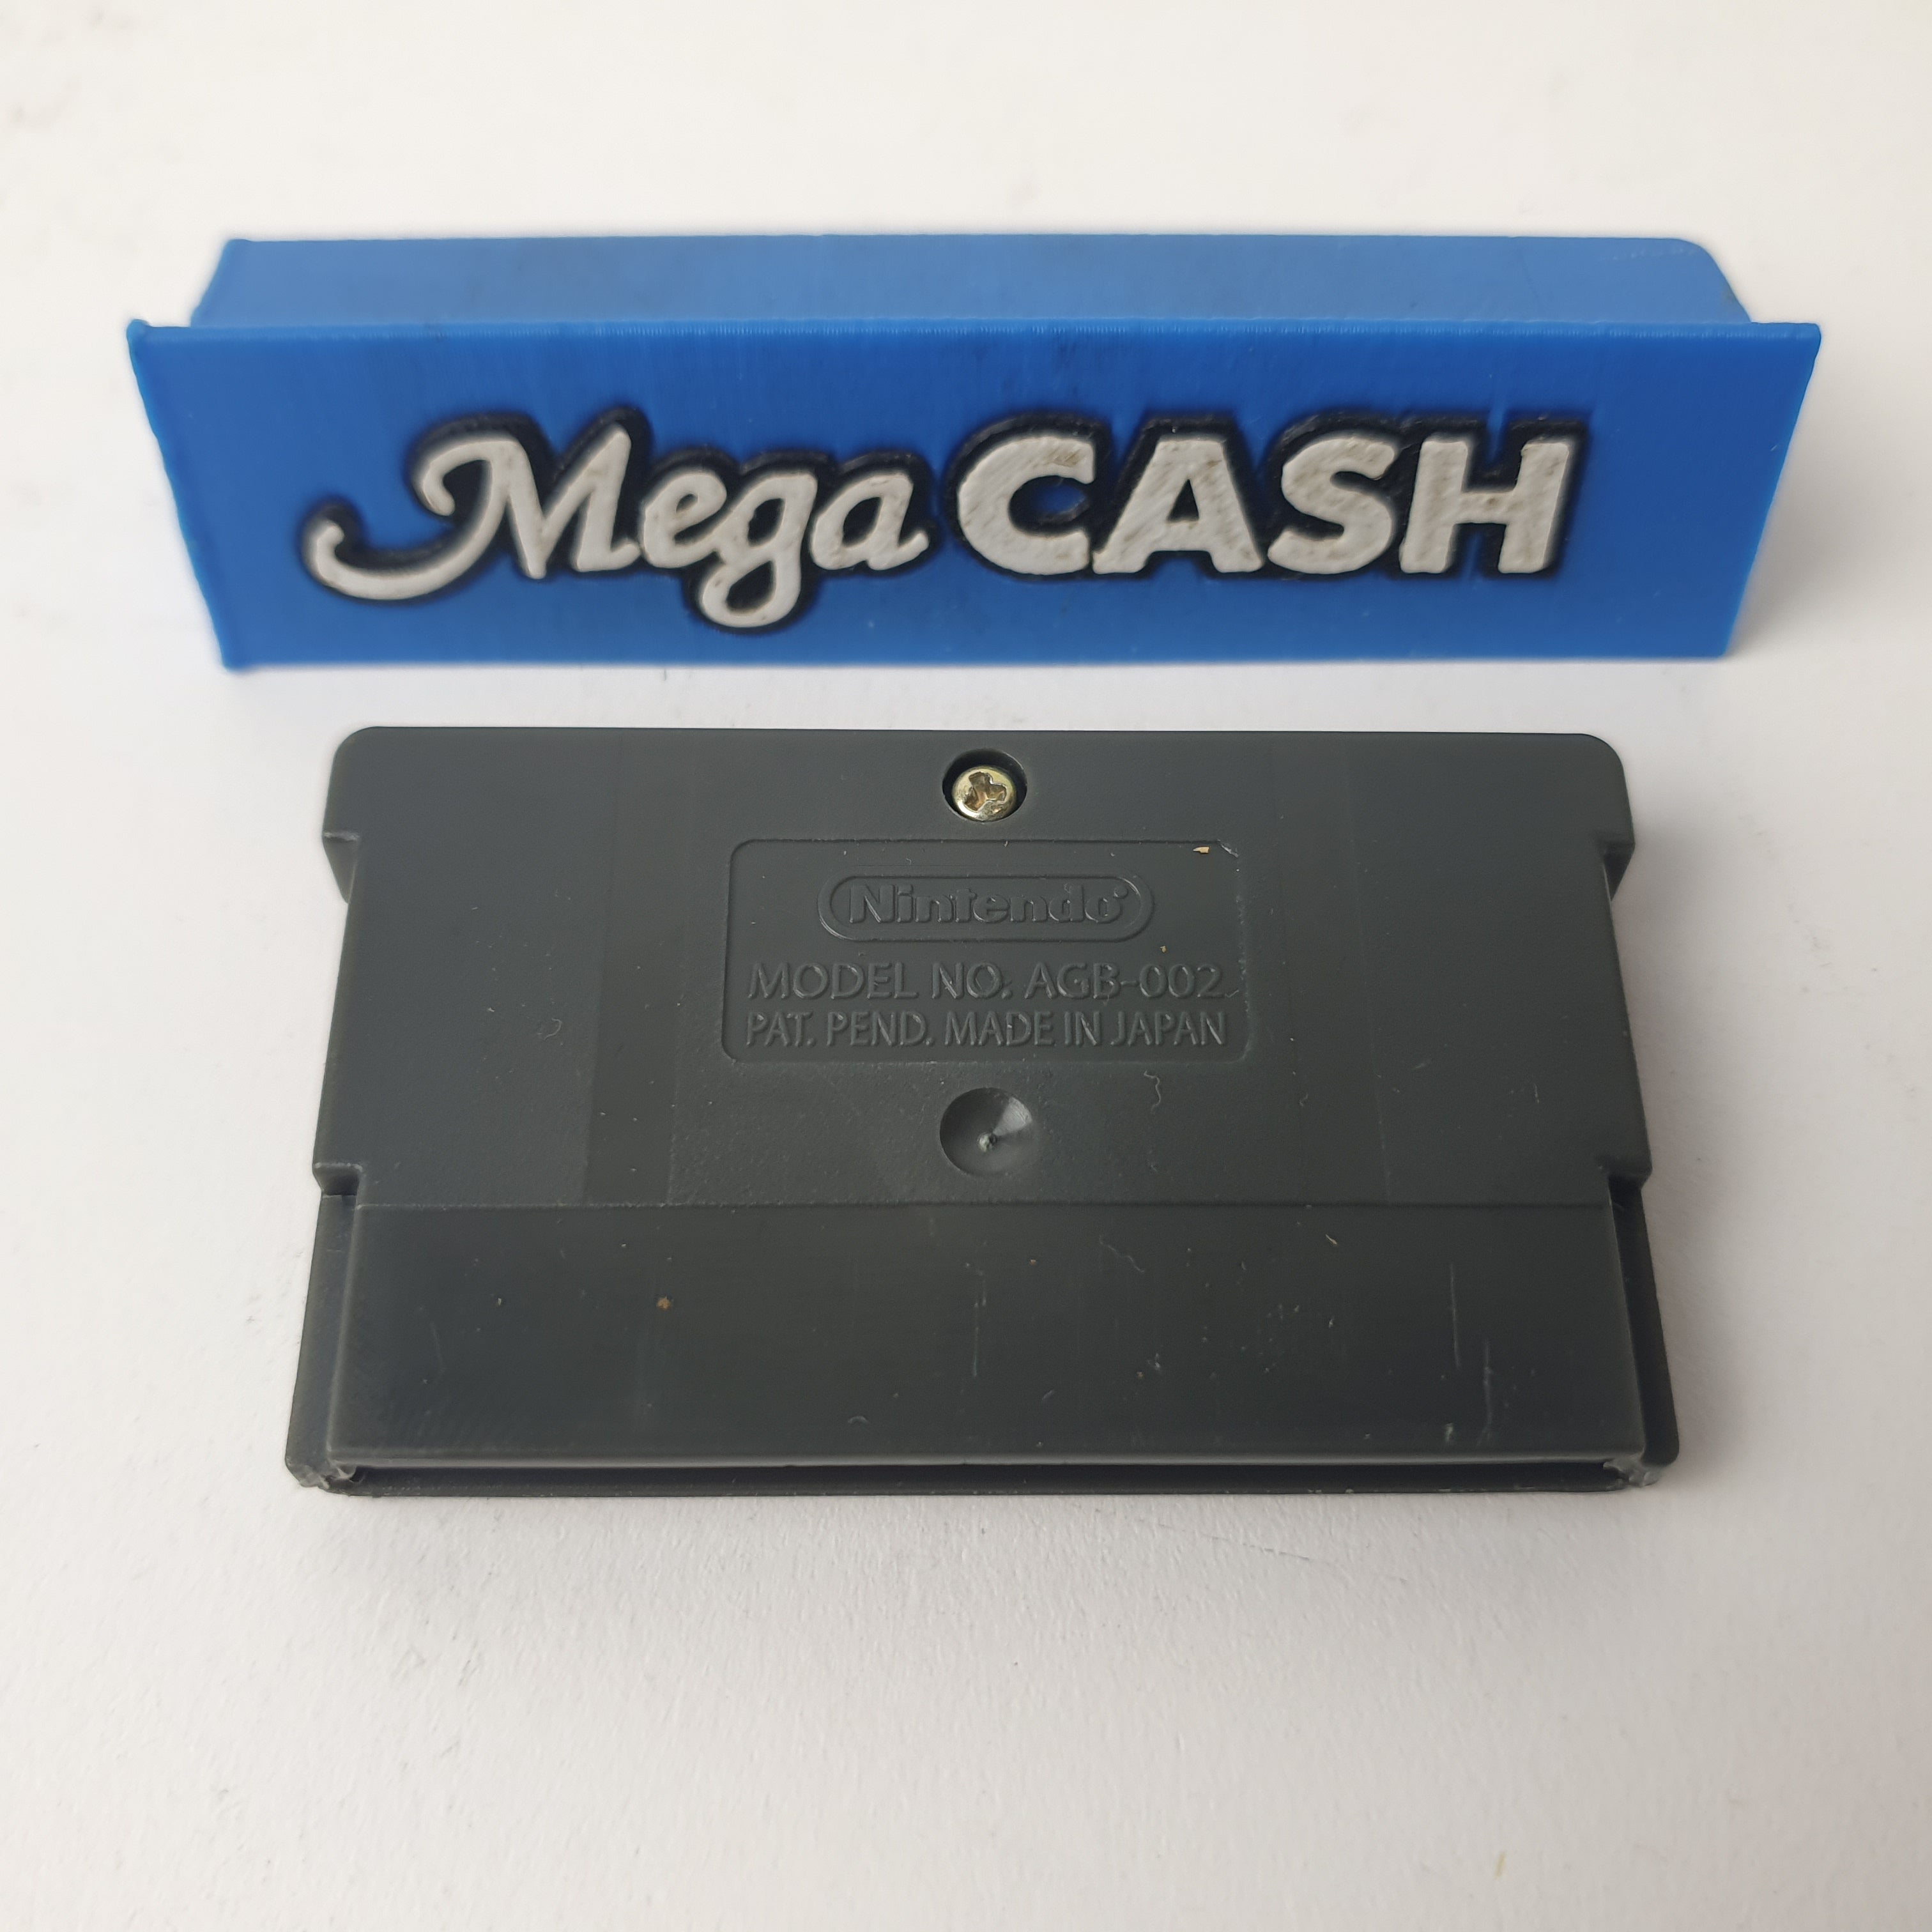 Mega CASH
Nintendo
MODEL NO. AGB-002
PAT. PEND. MADE IN JAPAN